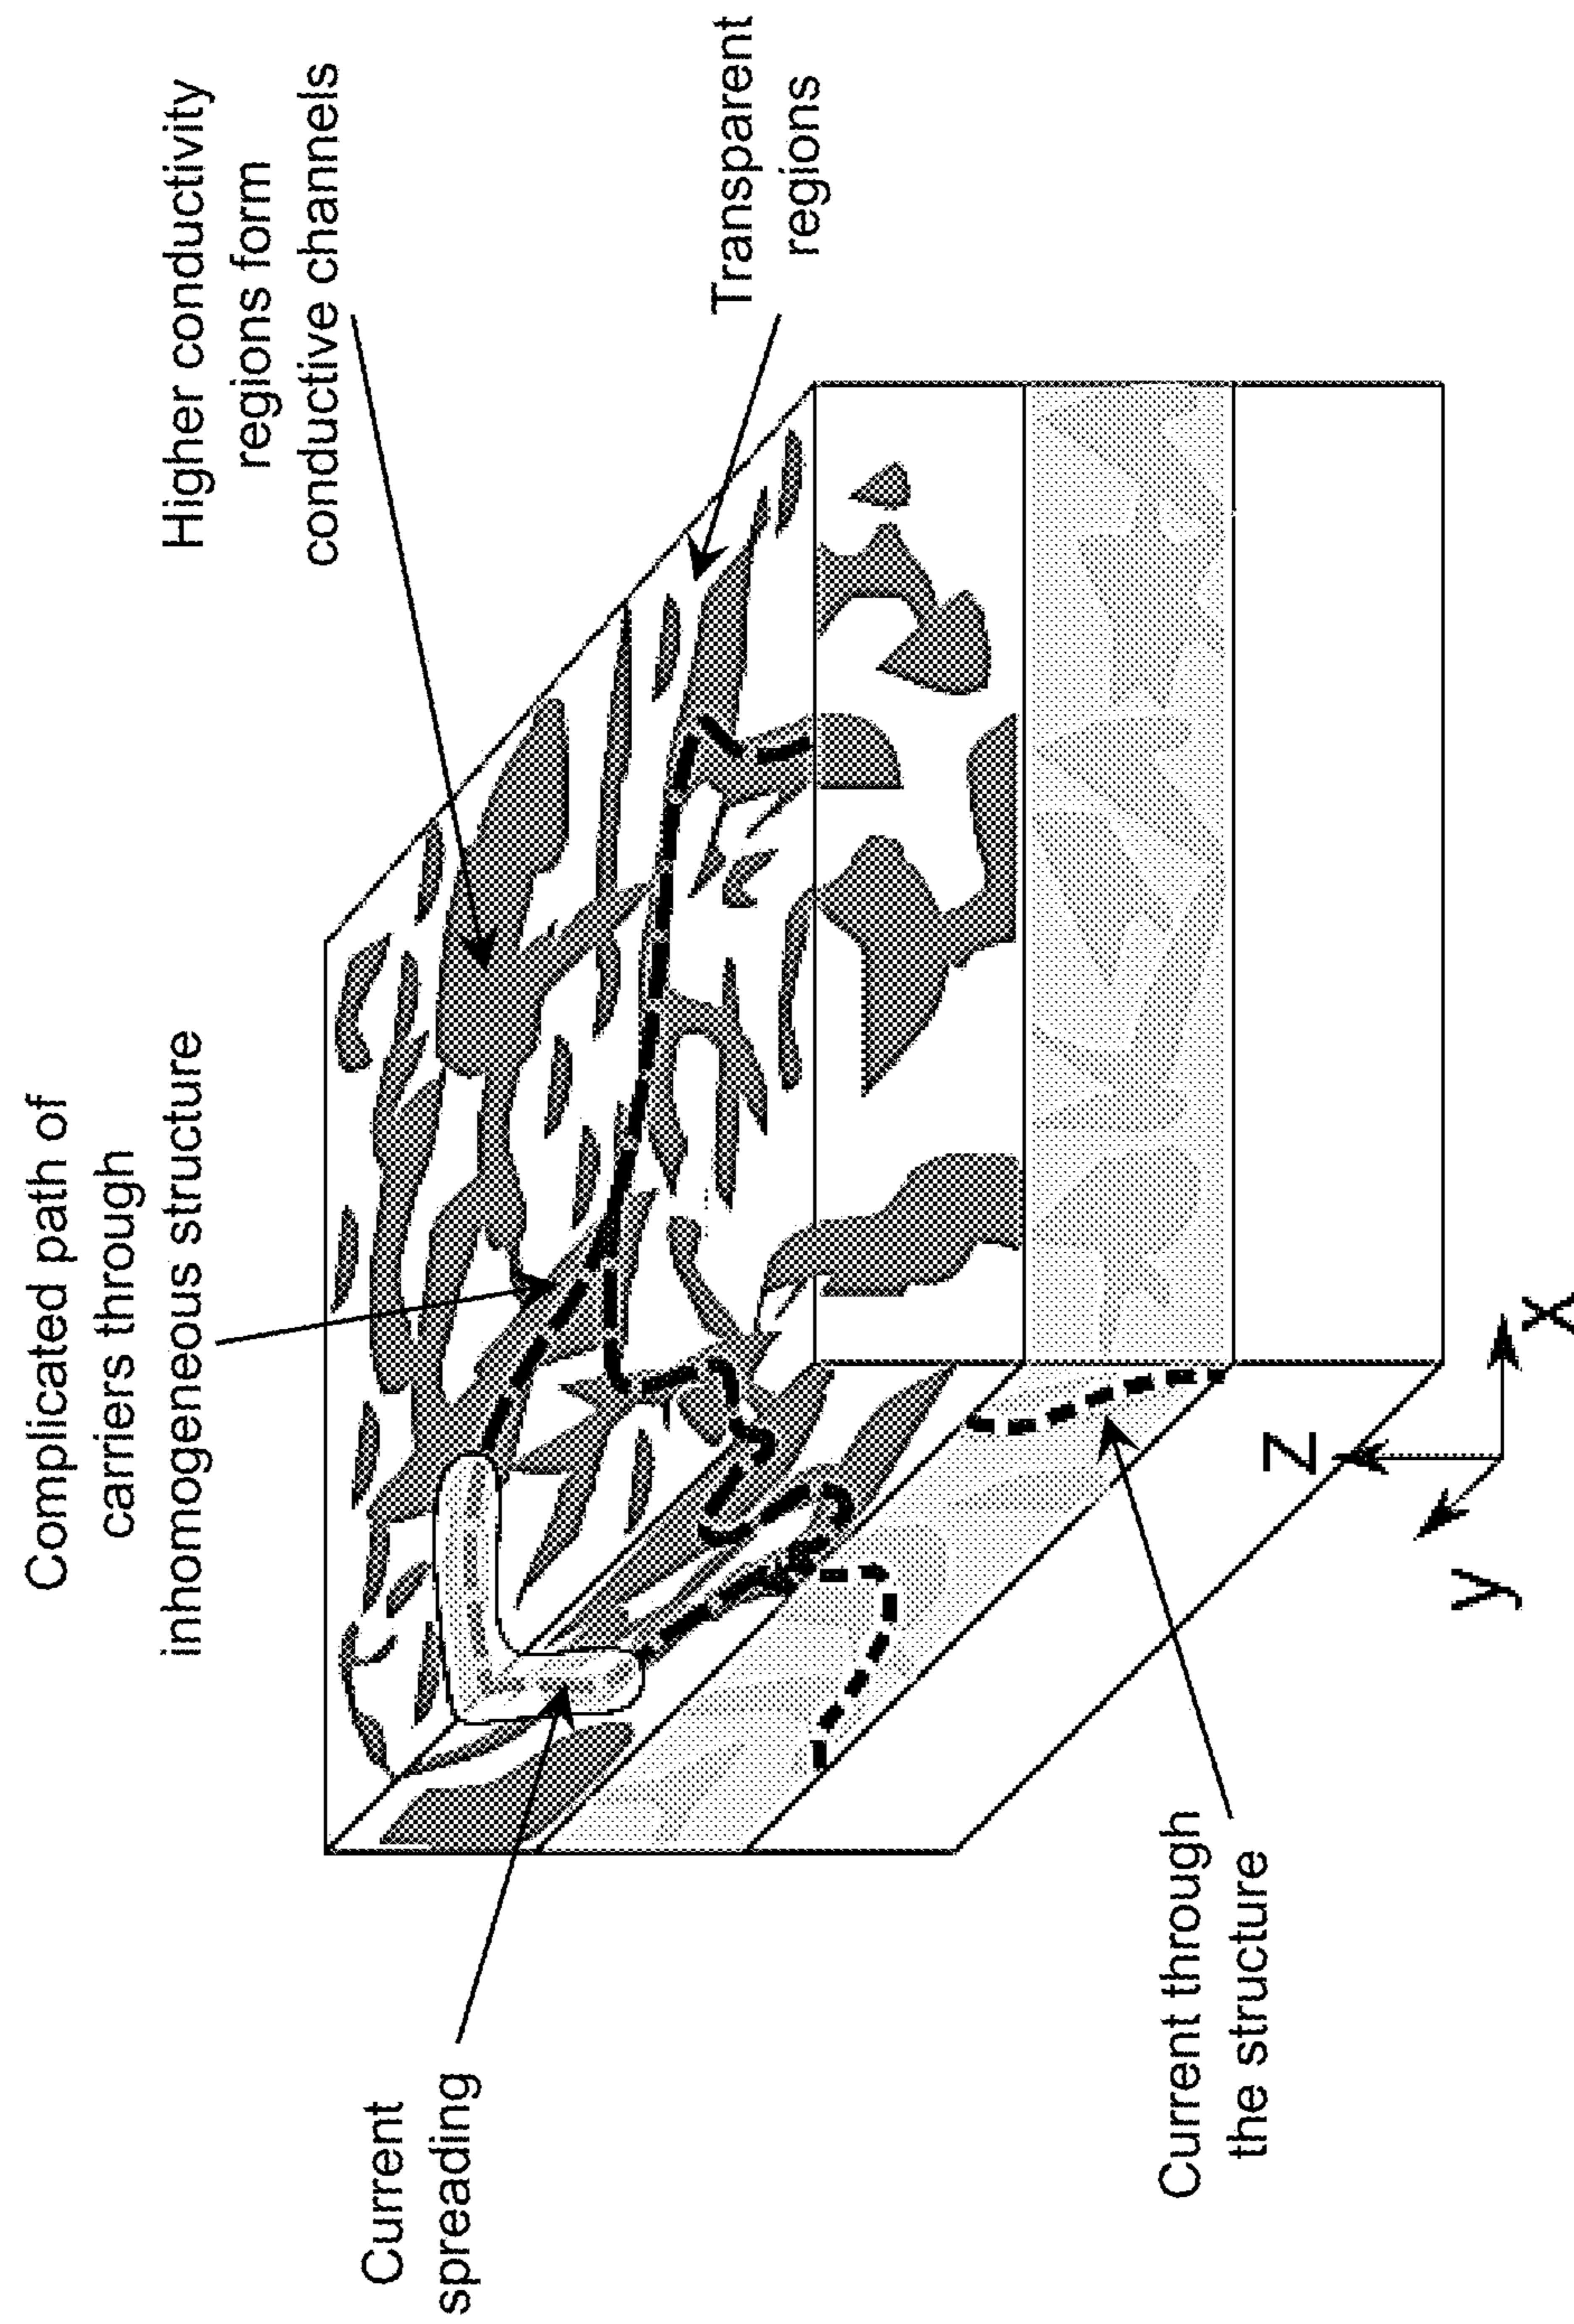 Complicated path of
carriers through
inhomogeneous structure
Higher conductivity
regions form
conductive channels
Current
spreading
Transparent
regions
Current through
the structure
y
z
x